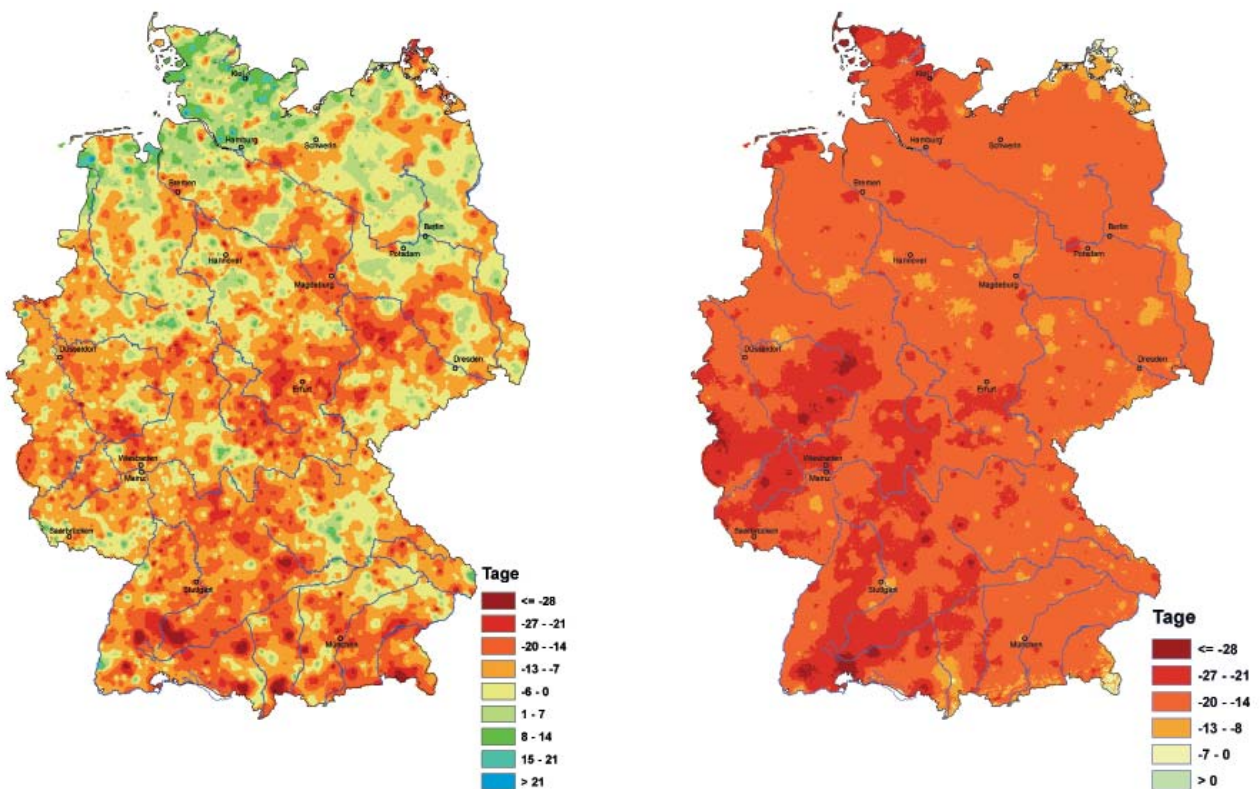 Kiel
Hamburg
Schwerin
Bremen
Berlin
Potsdam
Hannover
Magdeburg
Düsseldorf
Dresden
Erfurt
Wiesbaden
Mainz
Saarbrücken
Stuttgart
München
Tage
<= -28
-27 - -21
-20 - -14
-13 - -7
-6 - 0
1 - 7
8 - 14
15 - 21
> 21
Kiel
Hamburg
Schwerin
Bremen
Berlin
Potsdam
Hannover
Magdeburg
Düsseldorf
Dresden
Erfurt
Wiesbaden
Mainz
Saarbrücken
Stuttgart
München
Tage
<= -28
-27 - -21
-20 - -14
-13 - -8
-7 - 0
> 0